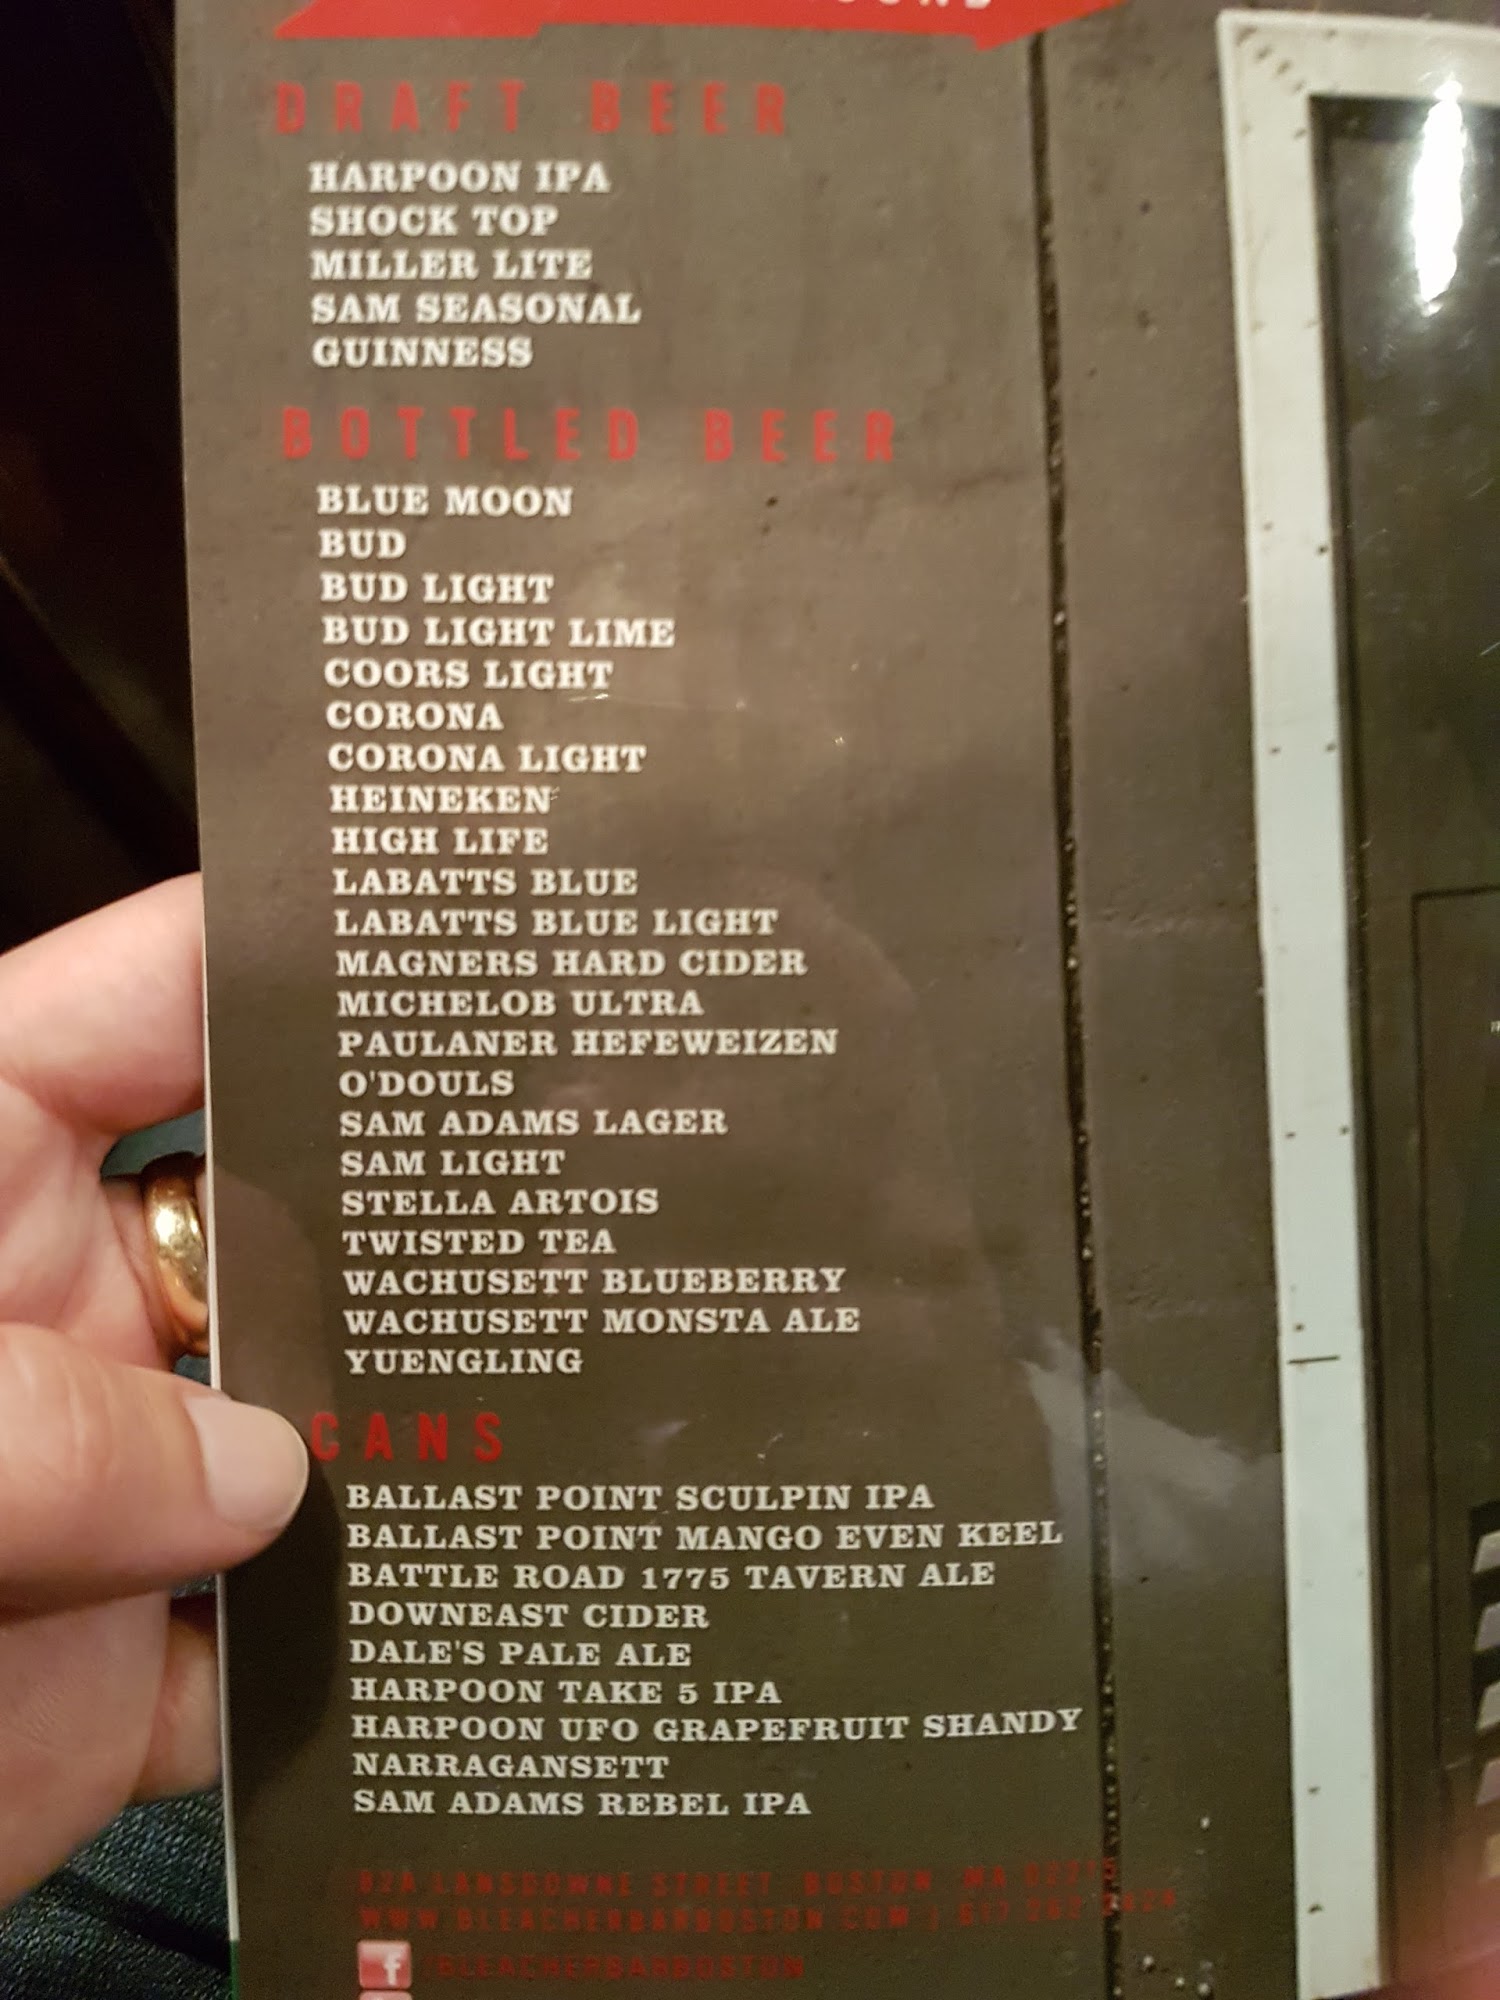 DRAFT BEER
HARPOON IPA
SHOCK TOP
MILLER LITE
SAM SEASONAL
GUINNESS
BOTTLED BEER
BLUE MOON
BUD
BUD LIGHT
BUD LIGHT LIME
COORS LIGHT
CORONA
CORONA LIGHT
HEINEKEN
HIGH LIFE
LABATTS BLUE
LABATTS BLUE LIGHT
MAGNERS HARD CIDER
MICHELOB ULTRA
PAULANER HEFEWEIZEN
O'DOULS
SAM ADAMS LAGER
SAM LIGHT
STELLA ARTOIS
TWISTED TEA
WACHUSETT BLUEBERRY
WACHUSETT MONSTA ALE
YUENGLING
CANS
BALLAST POINT SCULPIN IPA
BALLAST POINT MANGO EVEN KEEL
BATTLE ROAD 1775 TAVERN ALE
DOWNEAST CIDER
DALE'S PALE ALE
HARPOON TAKE 5 IPA
HARPOON UFO GRAPEFRUIT SHANDY
NARRAGANSETT
SAM ADAMS REBEL IPA
82A LANSDOWNE STREET BOSTON MA 02215
WWW.BLEACHERBARBOSTON.COM | 617 262 2424
f /BLEACHERBARBOSTON